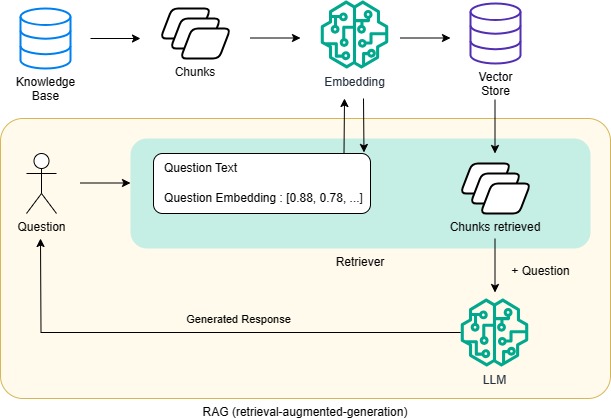 Knowledge
Base
Chunks
Embedding
Vector
Store
Question Text
Question Embedding : [0.88, 0.78, ...]
Question
Chunks retrieved
Retriever
+ Question
Generated Response
LLM
RAG (retrieval-augmented-generation)